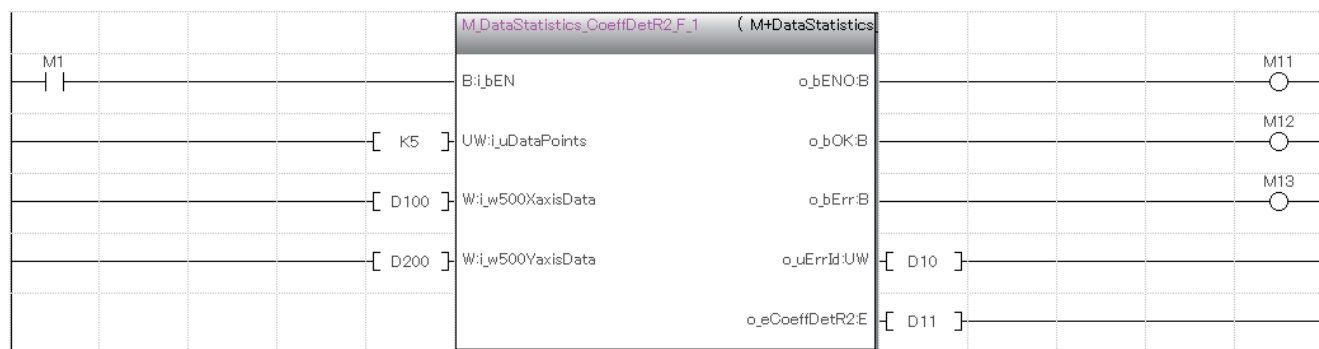 M_DataStatistics_CoeffDetR2_F_1 ( M+DataStatistics_
M1 B:i_bEN o_bENO:B M11
K5 UW:i_uDataPoints o_bOK:B M12
D100 W:i_w500XaxisData o_bErr:B M13
D200 W:i_w500YaxisData o_uErrId:UW D10
o_eCoeffDetR2:E D11